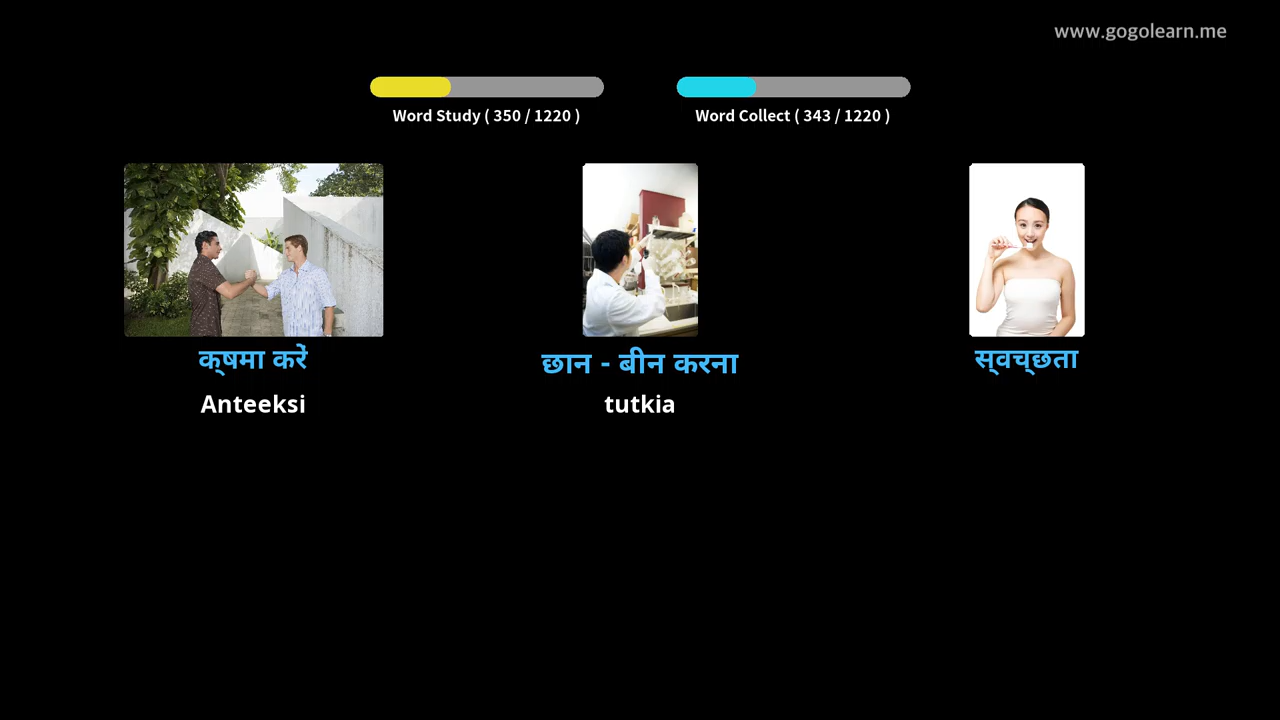 www.gogolearn.me
Word Study ( 350 / 1220 )
Word Collect ( 343 / 1220 )
क्षमा करें
छान - बीन करना
स्वच्छता
Anteeksi
tutkia